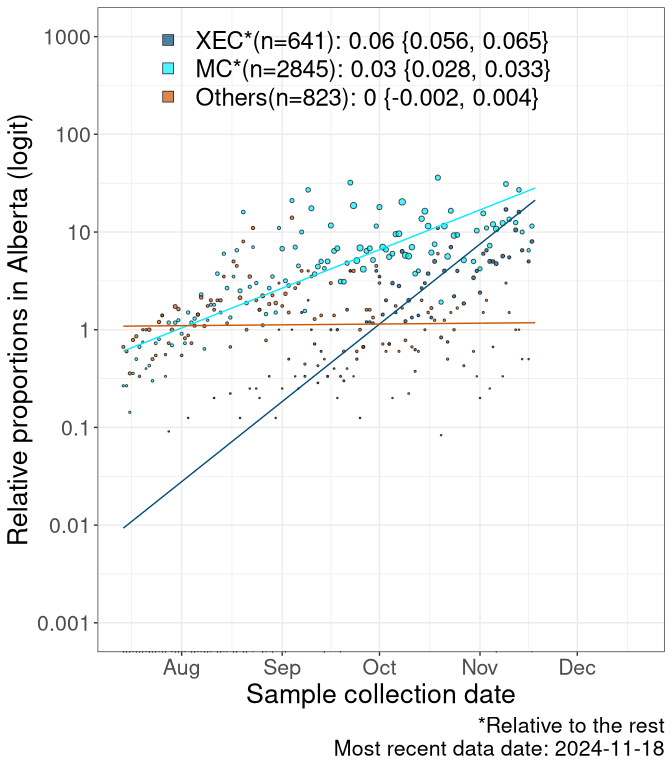 XEC*(n=641): 0.06 {0.056, 0.065}
MC*(n=2845): 0.03 {0.028, 0.033}
Others(n=823): 0 {-0.002, 0.004}
Relative proportions in Alberta (logit)
1000
100
10
1
0.1
0.01
0.001
Aug Sep Oct Nov Dec
Sample collection date
*Relative to the rest
Most recent data date: 2024-11-18